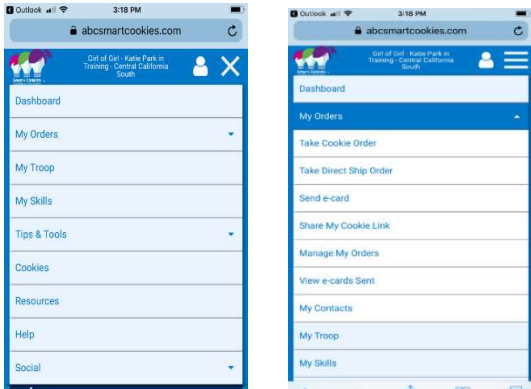 Outlook
3:18 PM
abcsmartcookies.com
Girl of Girl - Katie Park in
Training - Central California
South
Dashboard
My Orders
My Troop
My Skills
Tips & Tools
Cookies
Resources
Help
Social
Outlook
3:18 PM
abcsmartcookies.com
Girl of Girl - Katie Park in
Training - Central California
South
Dashboard
My Orders
Take Cookie Order
Take Direct Ship Order
Send e-card
Share My Cookie Link
Manage My Orders
View e-cards Sent
My Contacts
My Troop
My Skills